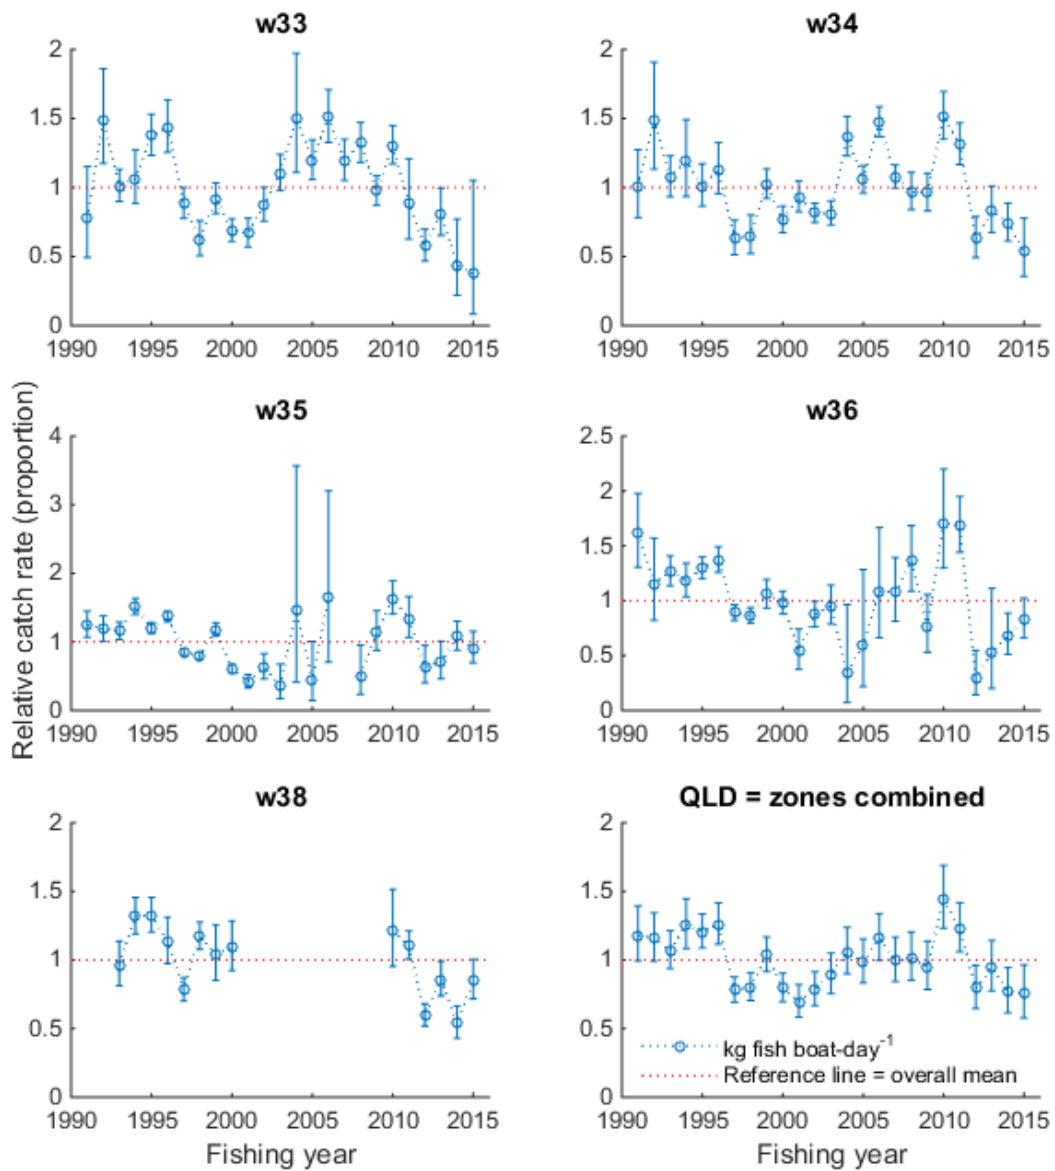 w33
2
1.5
1
0.5
0
1990 1995 2000 2005 2010 2015
w34
2
1.5
1
0.5
0
1990 1995 2000 2005 2010 2015
Relative catch rate (proportion)
w35
4
3
2
1
0
1990 1995 2000 2005 2010 2015
w36
2.5
2
1.5
1
0.5
0
1990 1995 2000 2005 2010 2015
w38
2
1.5
1
0.5
0
1990 1995 2000 2005 2010 2015
Fishing year
QLD = zones combined
2
1.5
1
0.5
0
kg fish boat-day⁻¹
Reference line = overall mean
1990 1995 2000 2005 2010 2015
Fishing year